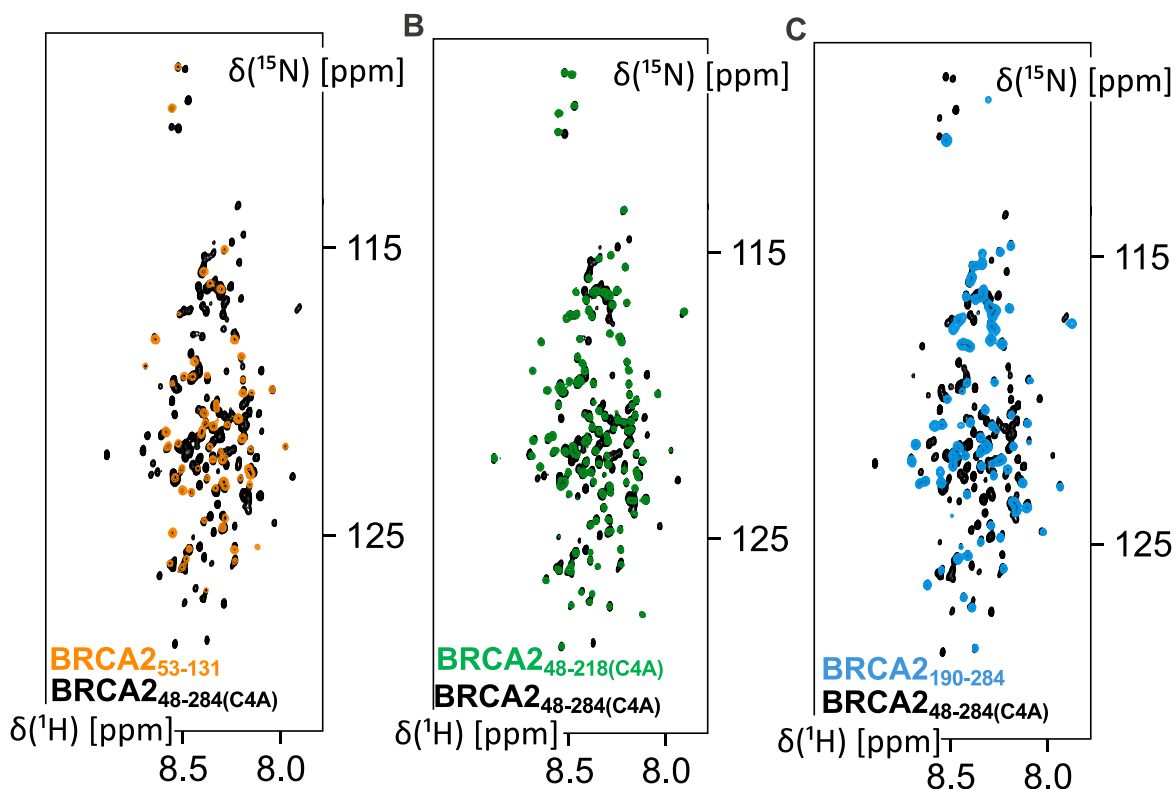 B
C
δ(¹⁵N) [ppm]
δ(¹⁵N) [ppm]
δ(¹⁵N) [ppm]
115
115
115
125
125
125
BRCA2₅₃₋₁₃₁
BRCA2₄₈₋₂₈₄(C4A)
BRCA2₄₈₋₂₁₈(C4A)
BRCA2₄₈₋₂₈₄(C4A)
BRCA2₁₉₀₋₂₈₄
BRCA2₄₈₋₂₈₄(C4A)
δ(¹H) [ppm]
δ(¹H) [ppm]
δ(¹H) [ppm]
8.5 8.0
8.5 8.0
8.5 8.0